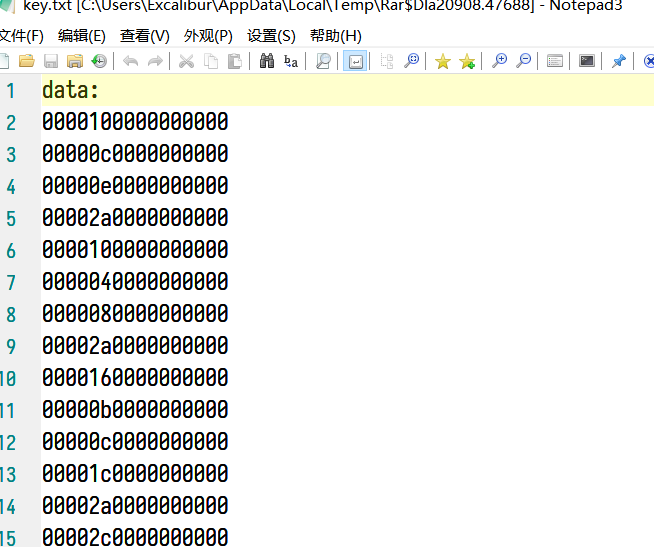 key.txt [C:\Users\Excalibur\AppData\Local\Temp\Rar$DIa20908.47688] - Notepad3
文件(F) 编辑(E) 查看(V) 外观(P) 设置(S) 帮助(H)
1 data:
2 0000100000000000
3 00000c0000000000
4 00000e0000000000
5 00002a0000000000
6 0000100000000000
7 0000040000000000
8 0000080000000000
9 00002a0000000000
10 0000160000000000
11 00000b0000000000
12 00000c0000000000
13 00001c0000000000
14 00002a0000000000
15 00002c0000000000